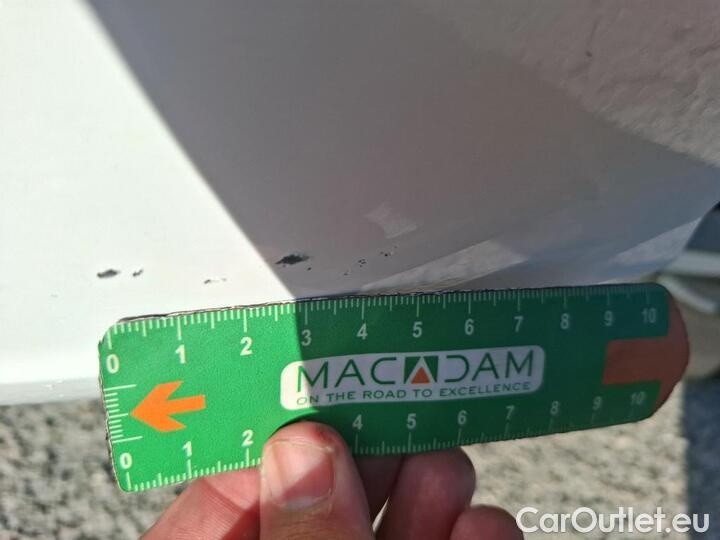 0 1 2 3 4 5 6 7 8 9 10
MACADAM
ON THE ROAD TO EXCELLENCE
0 1 2 4 5 6 7 8 9 10
CarOutlet.eu